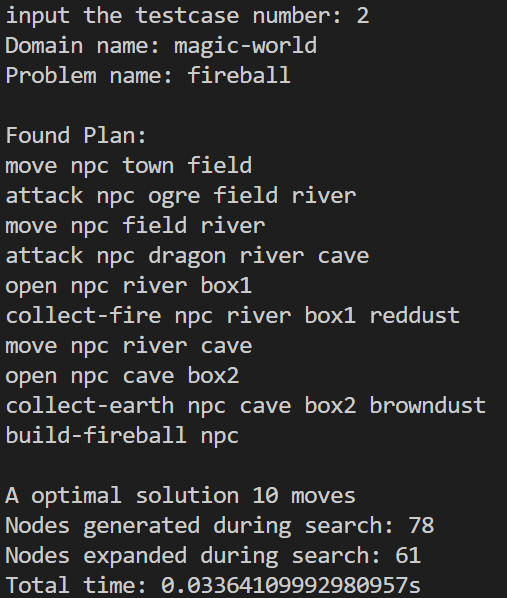 input the testcase number: 2
Domain name: magic-world
Problem name: fireball
Found Plan:
move npc town field
attack npc ogre field river
move npc field river
attack npc dragon river cave
open npc river box1
collect-fire npc river box1 reddust
move npc river cave
open npc cave box2
collect-earth npc cave box2 browndust
build-fireball npc
A optimal solution 10 moves
Nodes generated during search: 78
Nodes expanded during search: 61
Total time: 0.03364109992980957s